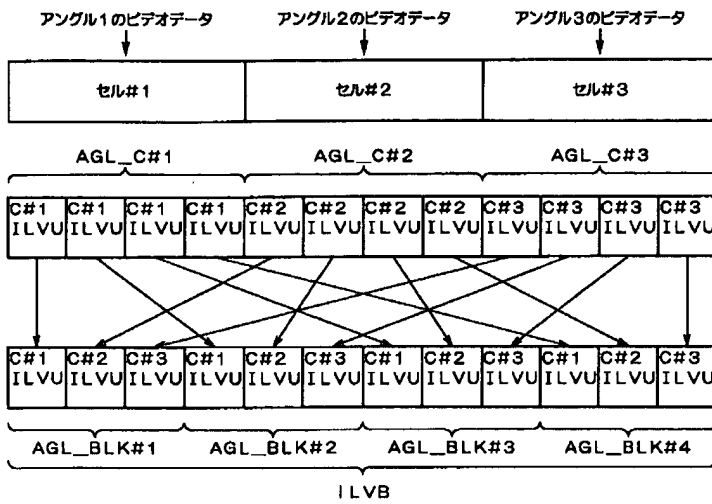 アングル1のビデオデータ アングル2のビデオデータ アングル3のビデオデータ
セル#1 セル#2 セル#3
AGL_C#1 AGL_C#2 AGL_C#3
C#1 C#1 C#1 C#1 C#2 C#2 C#2 C#2 C#3 C#3 C#3 C#3
ILVU ILVU ILVU ILVU ILVU ILVU ILVU ILVU ILVU ILVU ILVU ILVU
C#1 C#2 C#3 C#1 C#2 C#3 C#1 C#2 C#3 C#1 C#2 C#3
ILVU ILVU ILVU ILVU ILVU ILVU ILVU ILVU ILVU ILVU ILVU ILVU
AGL_BLK#1 AGL_BLK#2 AGL_BLK#3 AGL_BLK#4
ILVB